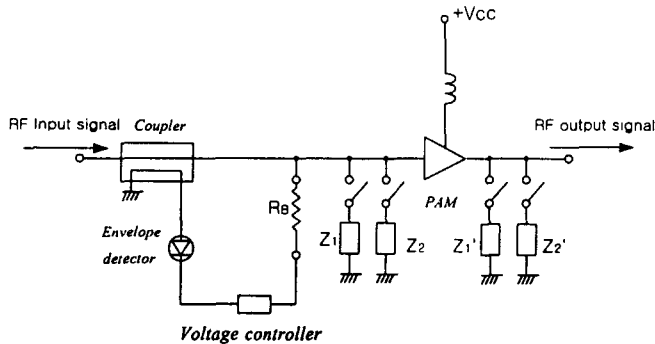 +Vcc
RF Input signal
Coupler
RF output signal
PAM
RB
Z1
Z2
Z1'
Z2'
Envelope
detector
Voltage controller